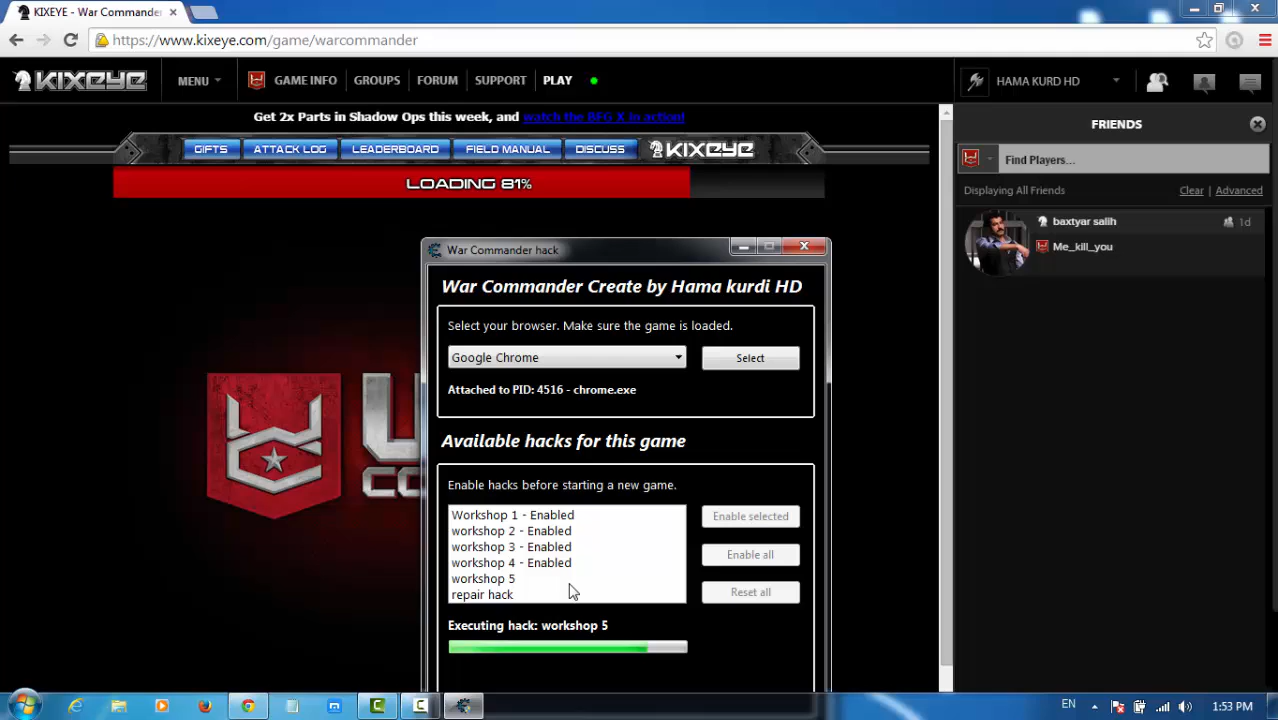 KIXEYE - War Commander
https://www.kixeye.com/game/warcommander
KIXEYE
MENU
GAME INFO
GROUPS
FORUM
SUPPORT
PLAY
HAMA KURD HD
Get 2x Parts in Shadow Ops this week, and watch the BFG X in action!
GIFTS
ATTACK LOG
LEADERBOARD
FIELD MANUAL
DISCUSS
KIXEYE
LOADING 81%
FRIENDS
Find Players...
Displaying All Friends
Clear | Advanced
baxtyar salih
1d
Me_kill_you
War Commander hack
War Commander Create by Hama kurdi HD
Select your browser. Make sure the game is loaded.
Google Chrome
Select
Attached to PID: 4516 - chrome.exe
Available hacks for this game
Enable hacks before starting a new game.
Workshop 1 - Enabled
workshop 2 - Enabled
workshop 3 - Enabled
workshop 4 - Enabled
workshop 5
repair hack
Enable selected
Enable all
Reset all
Executing hack: workshop 5
EN
1:53 PM